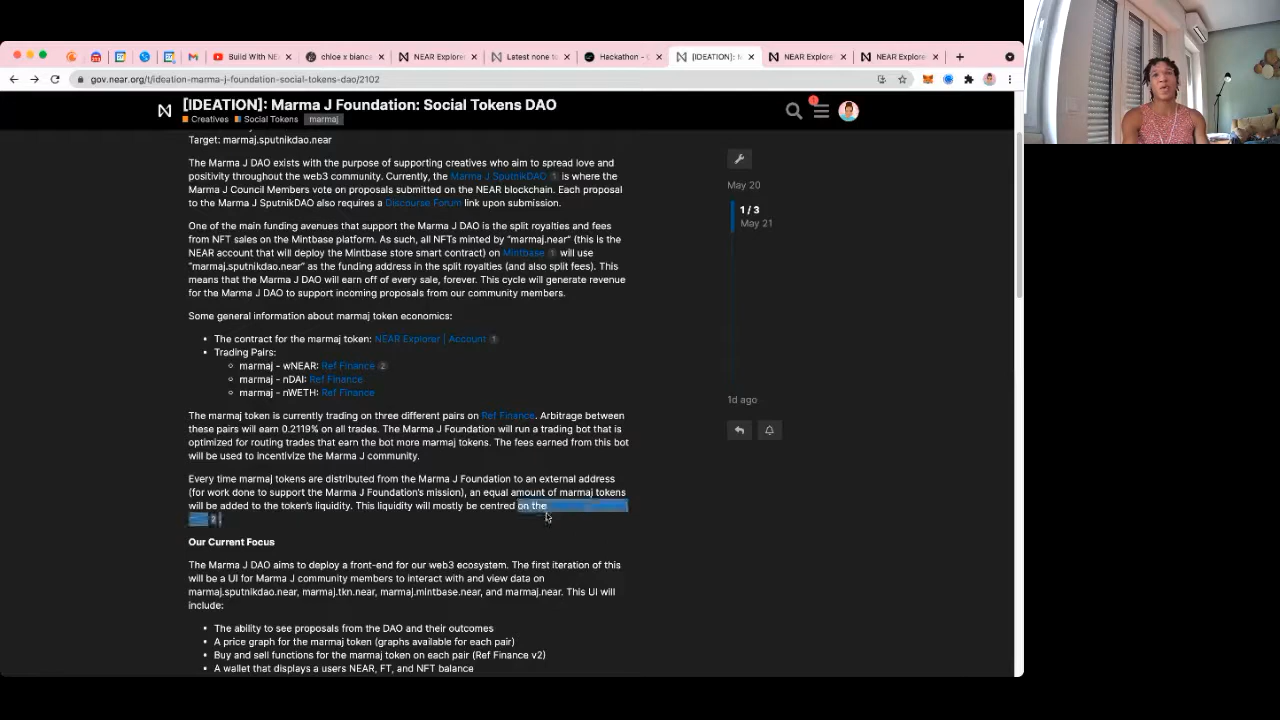 Build With NE
chloe x bianc
NEAR Explore
Latest none to
Hackathon -
[IDEATION]:
NEAR Explore
NEAR Explore
gov.near.org/t/ideation-marma-j-foundation-social-tokens-dao/2102
[IDEATION]: Marma J Foundation: Social Tokens DAO
Creatives Social Tokens marmaj
1
Target: marmaj.sputnikdao.near
The Marma J DAO exists with the purpose of supporting creatives who aim to spread love and
positivity throughout the web3 community. Currently, the Marma J SputnikDAO 1 is where the
Marma J Council Members vote on proposals submitted on the NEAR blockchain. Each proposal
to the Marma J SputnikDAO also requires a Discourse Forum link upon submission.
One of the main funding avenues that support the Marma J DAO is the split royalties and fees
from NFT sales on the Mintbase platform. As such, all NFTs minted by "marmaj.near" (this is the
NEAR account that will deploy the Mintbase store smart contract) on Mintbase 1 will use
"marmaj.sputnikdao.near" as the funding address in the split royalties (and also split fees). This
means that the Marma J DAO will earn off of every sale, forever. This cycle will generate revenue
for the Marma J DAO to support incoming proposals from our community members.
Some general information about marmaj token economics:
• The contract for the marmaj token: NEAR Explorer | Account 1
• Trading Pairs:
marmaj - wNEAR: Ref Finance 2
marmaj - nDAI: Ref Finance
marmaj - nWETH: Ref Finance
The marmaj token is currently trading on three different pairs on Ref Finance. Arbitrage between
these pairs will earn 0.2119% on all trades. The Marma J Foundation will run a trading bot that is
optimized for routing trades that earn the bot more marmaj tokens. The fees earned from this bot
will be used to incentivize the Marma J community.
Every time marmaj tokens are distributed from the Marma J Foundation to an external address
(for work done to support the Marma J Foundation's mission), an equal amount of marmaj tokens
will be added to the token's liquidity. This liquidity will mostly be centred on the
2
Our Current Focus
The Marma J DAO aims to deploy a front-end for our web3 ecosystem. The first iteration of this
will be a UI for Marma J community members to interact with and view data on
marmaj.sputnikdao.near, marmaj.tkn.near, marmaj.mintbase.near, and marmaj.near. This UI will
include:
• The ability to see proposals from the DAO and their outcomes
• A price graph for the marmaj token (graphs available for each pair)
• Buy and sell functions for the marmaj token on each pair (Ref Finance v2)
• A wallet that displays a users NEAR, FT, and NFT balance
May 20
1 / 3
May 21
1d ago